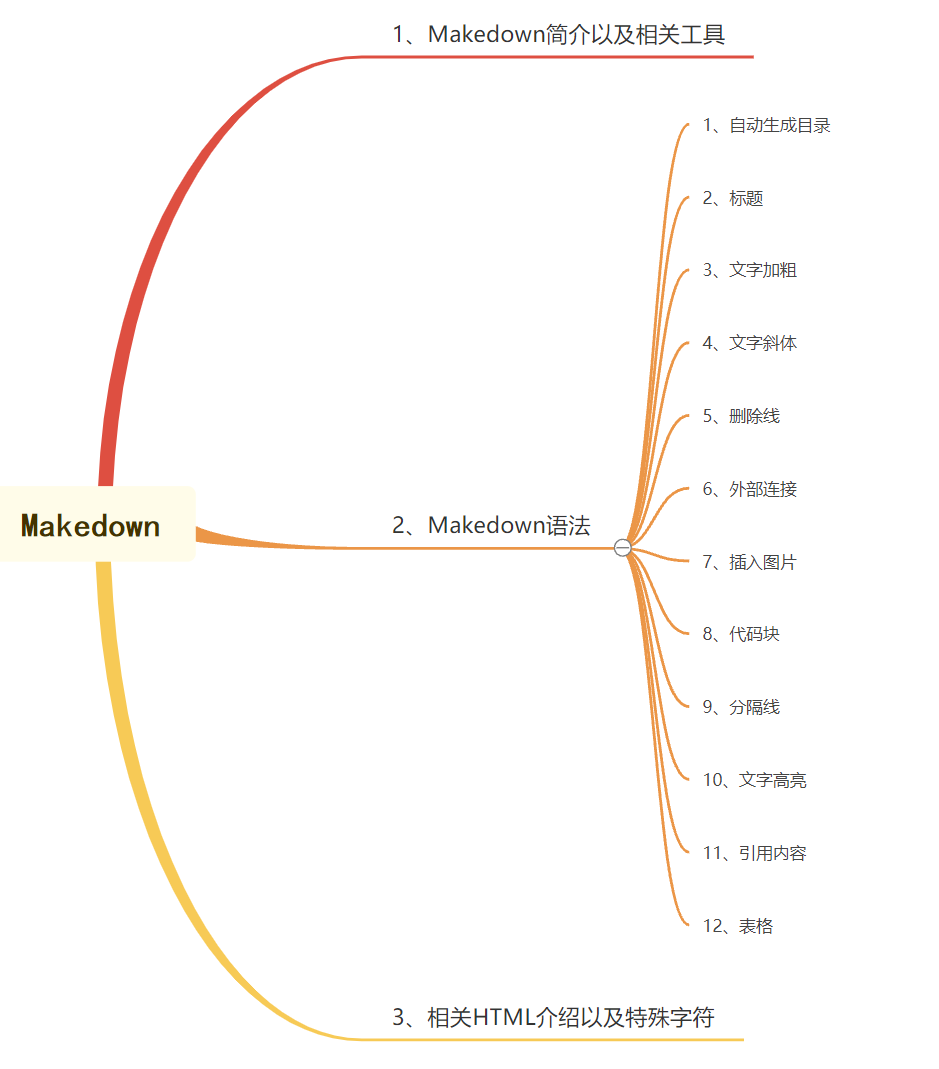 1、Makedown简介以及相关工具
1、自动生成目录
2、标题
3、文字加粗
4、文字斜体
5、删除线
6、外部连接
Makedown
2、Makedown语法
7、插入图片
8、代码块
9、分隔线
10、文字高亮
11、引用内容
12、表格
3、相关HTML介绍以及特殊字符